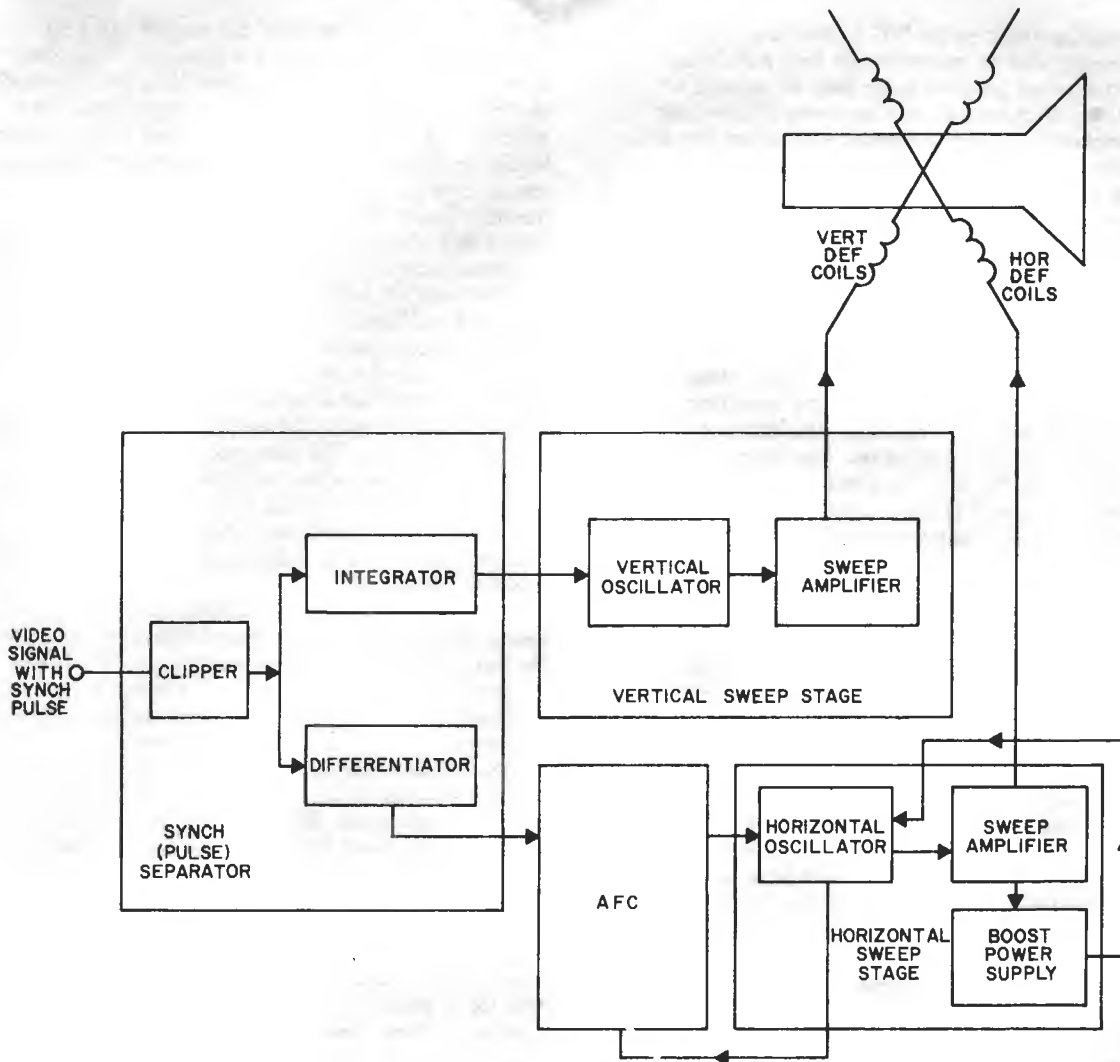 VERT
DEF
COILS
HOR
DEF
COILS
INTEGRATOR
VERTICAL
OSCILLATOR
SWEEP
AMPLIFIER
VIDEO
SIGNAL
WITH
SYNCH
PULSE
CLIPPER
VERTICAL SWEEP STAGE
DIFFERENTIATOR
SYNCH
(PULSE)
SEPARATOR
AFC
HORIZONTAL
OSCILLATOR
SWEEP
AMPLIFIER
HORIZONTAL
SWEEP
STAGE
BOOST
POWER
SUPPLY